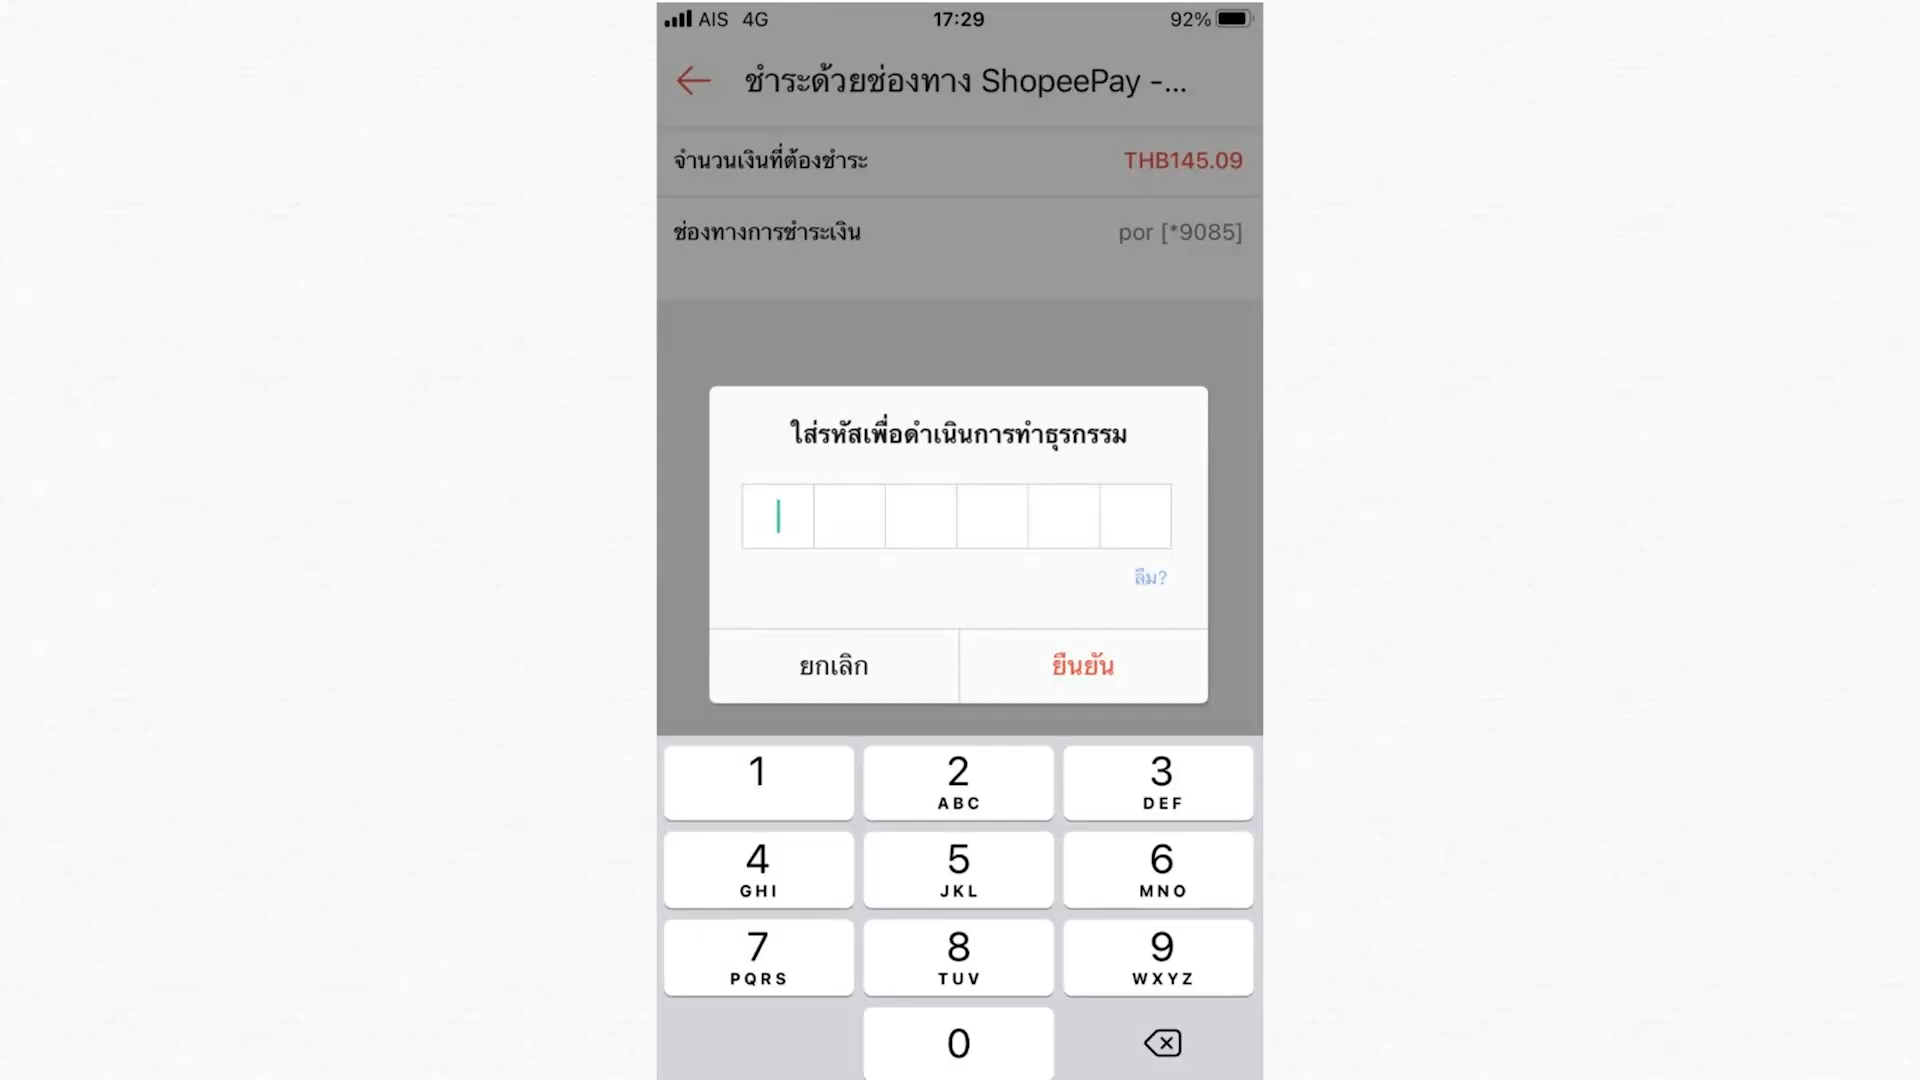 AIS 4G 17:29 92%
ชำระด้วยช่องทาง ShopeePay -...
จำนวนเงินที่ต้องชำระ THB145.09
ช่องทางการชำระเงิน por [*9085]
ใส่รหัสเพื่อดำเนินการทำธุรกรรม
ลืม?
ยกเลิก ยืนยัน
1 2 3
ABC DEF
4 5 6
GHI JKL MNO
7 8 9
PQRS TUV WXYZ
0